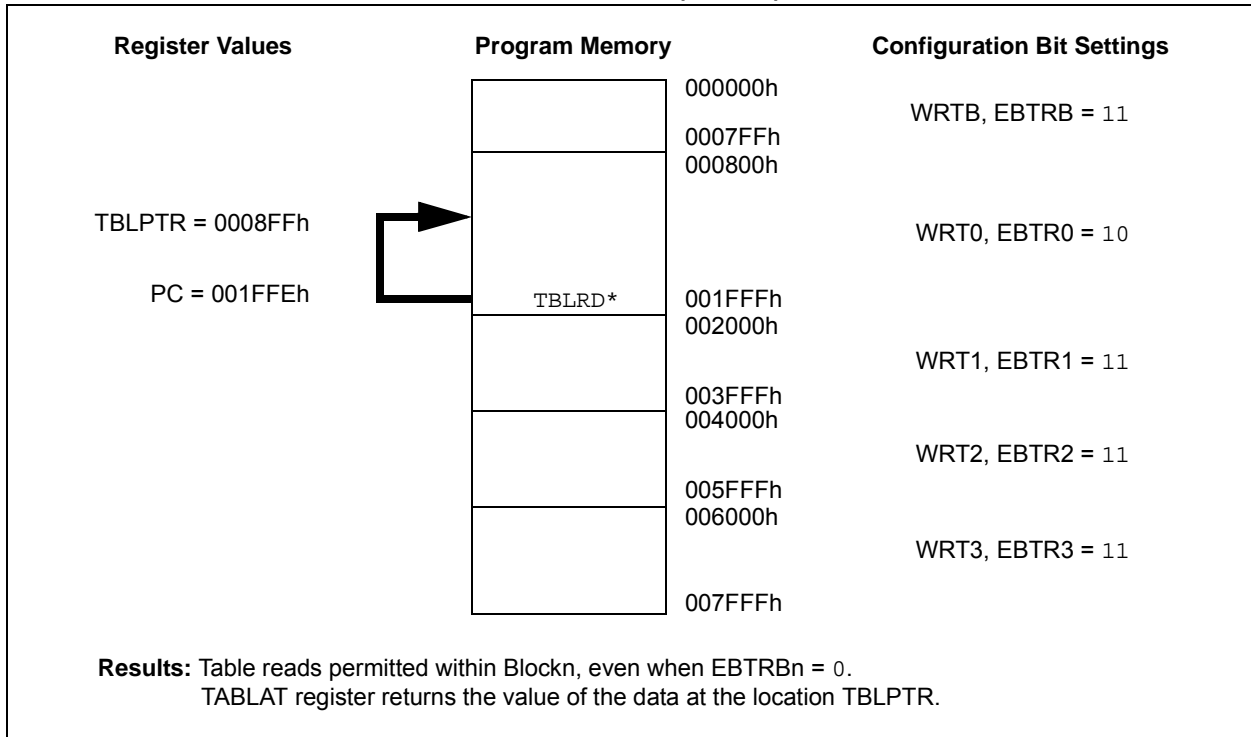 Register Values Program Memory Configuration Bit Settings
000000h
WRTB, EBTRB = 11
0007FFh
000800h
TBLPTR = 0008FFh
WRT0, EBTR0 = 10
PC = 001FFEh
TBLRD* 001FFFh
002000h
WRT1, EBTR1 = 11
003FFFh
004000h
WRT2, EBTR2 = 11
005FFFh
006000h
WRT3, EBTR3 = 11
007FFFh
Results: Table reads permitted within Blockn, even when EBTRBn = 0.
TABLAT register returns the value of the data at the location TBLPTR.